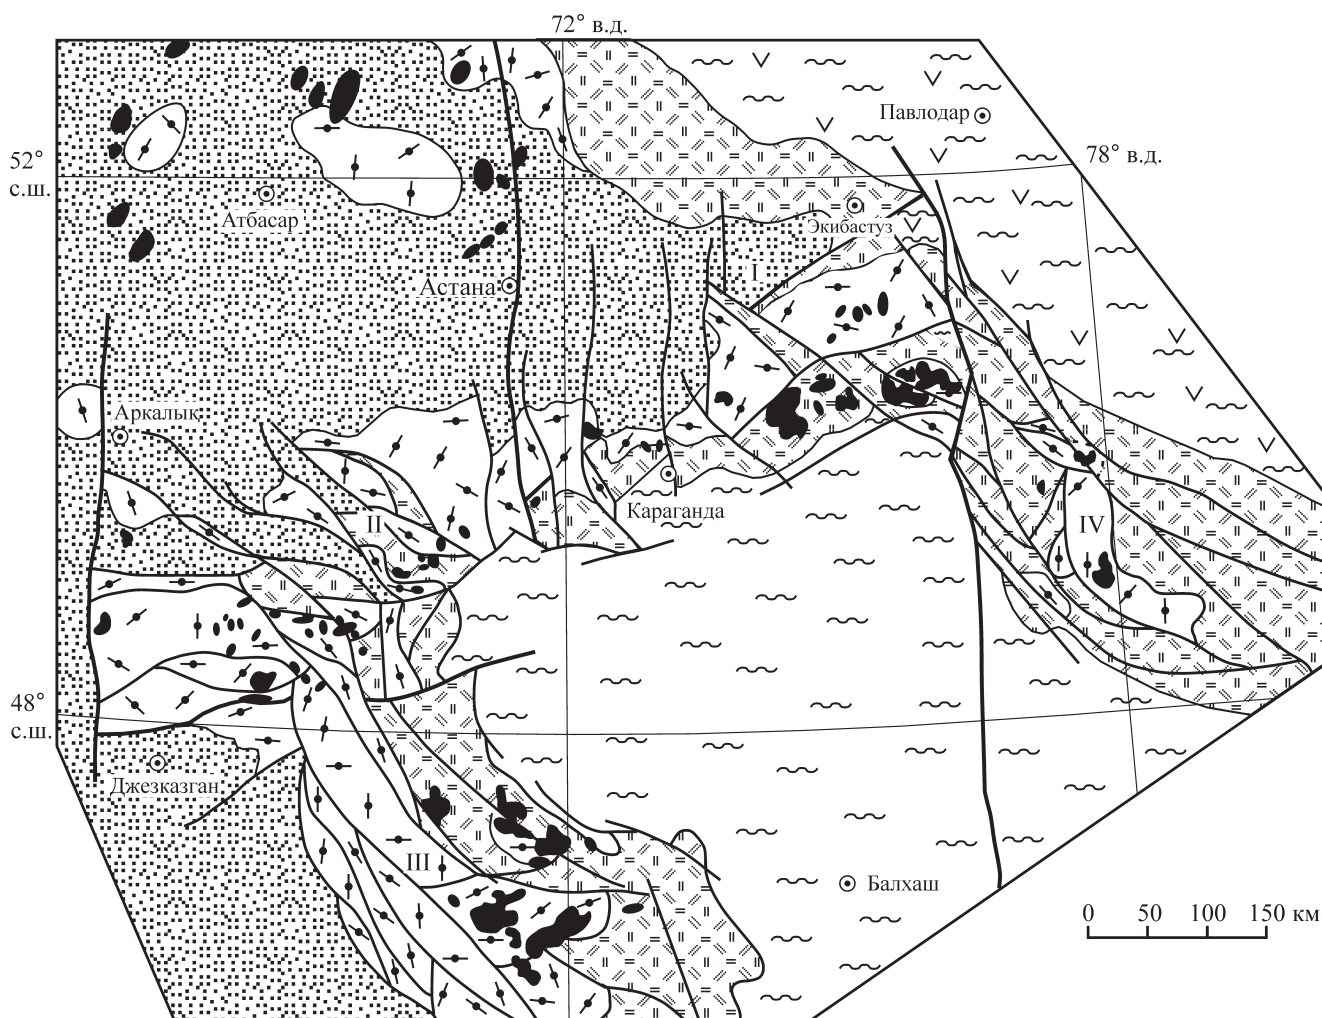 72° в.д.
Павлодар
78° в.д.
52°
с.ш.
Атбасар
Экибастуз
I
Астана
Аркалык
Караганда
II
IV
48°
с.ш.
Джезказган
III
Балхаш
0 50 100 150 км